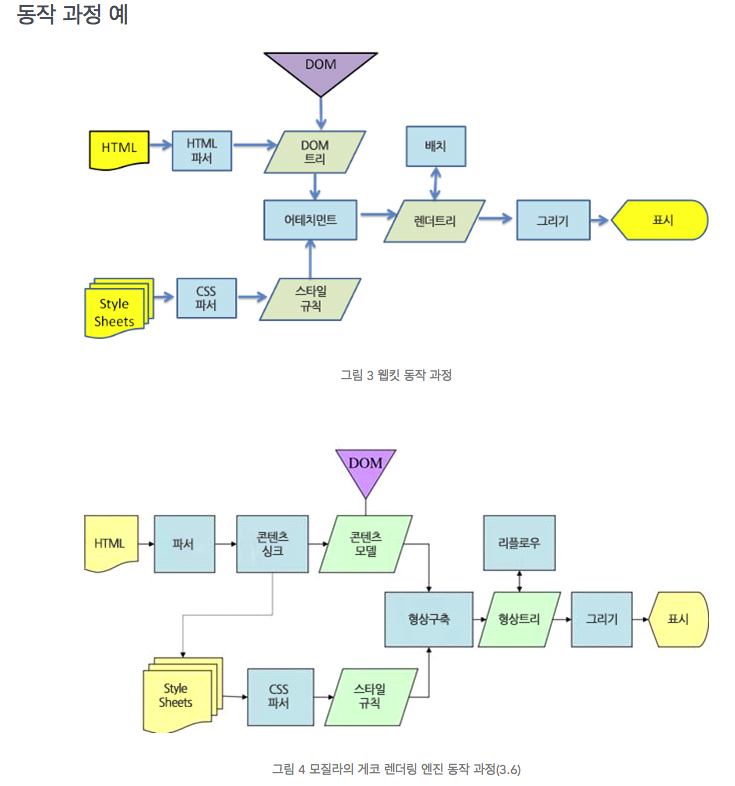 동작 과정 예
DOM
HTML
HTML
파서
DOM
트리
배치
어테치먼트
렌더트리
그리기
표시
Style
Sheets
CSS
파서
스타일
규칙
그림 3 웹킷 동작 과정
DOM
HTML
파서
콘텐츠
싱크
콘텐츠
모델
리플로우
형상구축
형상트리
그리기
표시
Style
Sheets
CSS
파서
스타일
규칙
그림 4 모질라의 게코 렌더링 엔진 동작 과정(3.6)